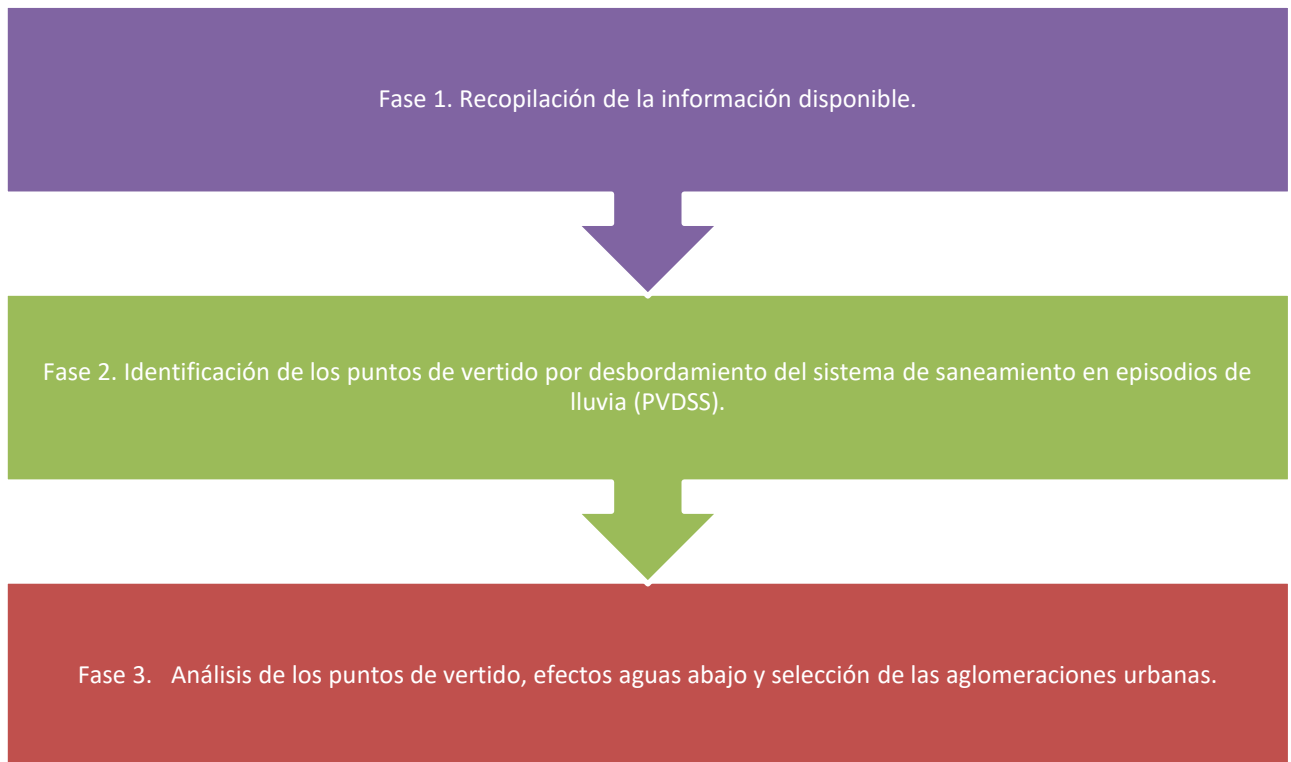 Fase 1. Recopilación de la información disponible.
Fase 2. Identificación de los puntos de vertido por desbordamiento del sistema de saneamiento en episodios de
lluvia (PVDSS).
Fase 3. Análisis de los puntos de vertido, efectos aguas abajo y selección de las aglomeraciones urbanas.